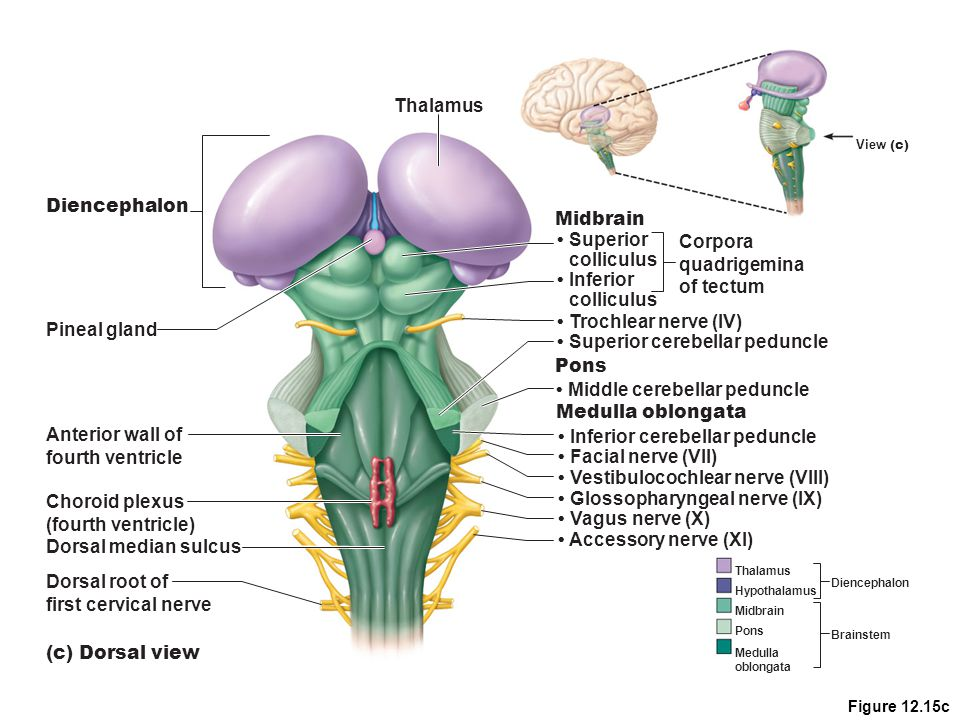 Thalamus
View (c)
Diencephalon
Pineal gland
Anterior wall of
fourth ventricle
Choroid plexus
(fourth ventricle)
Dorsal median sulcus
Dorsal root of
first cervical nerve
(c) Dorsal view
Midbrain
• Superior
colliculus
• Inferior
colliculus
Corpora
quadrigemina
of tectum
• Trochlear nerve (IV)
• Superior cerebellar peduncle
Pons
• Middle cerebellar peduncle
Medulla oblongata
• Inferior cerebellar peduncle
• Facial nerve (VII)
• Vestibulocochlear nerve (VIII)
• Glossopharyngeal nerve (IX)
• Vagus nerve (X)
• Accessory nerve (XI)
Thalamus
Hypothalamus
Diencephalon
Midbrain
Pons
Medulla
oblongata
Brainstem
Figure 12.15c